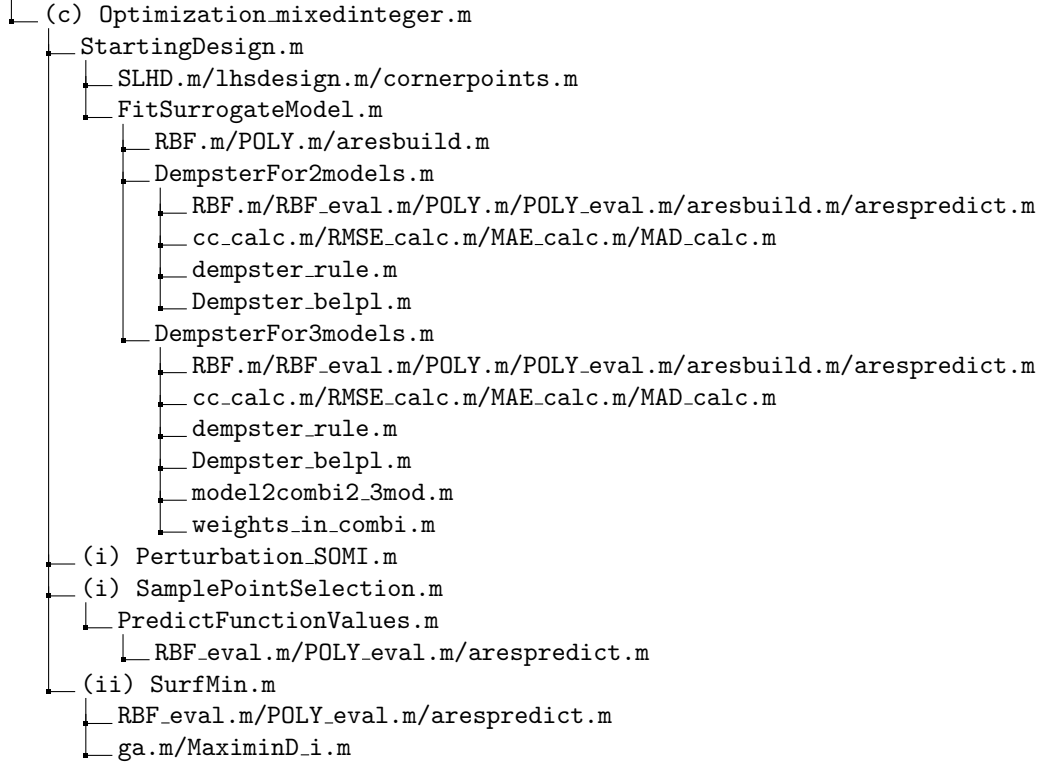 (c) Optimization_mixedinteger.m
StartingDesign.m
SLHD.m/lhsdesign.m/cornerpoints.m
FitSurrogateModel.m
RBF.m/POLY.m/aresbuild.m
DempsterFor2models.m
RBF.m/RBF_eval.m/POLY.m/POLY_eval.m/aresbuild.m/arespredict.m
cc_calc.m/RMSE_calc.m/MAE_calc.m/MAD_calc.m
dempster_rule.m
Dempster_belpl.m
DempsterFor3models.m
RBF.m/RBF_eval.m/POLY.m/POLY_eval.m/aresbuild.m/arespredict.m
cc_calc.m/RMSE_calc.m/MAE_calc.m/MAD_calc.m
dempster_rule.m
Dempster_belpl.m
model2combi2_3mod.m
weights_in_combi.m
(i) Perturbation_SOMI.m
(i) SamplePointSelection.m
PredictFunctionValues.m
RBF_eval.m/POLY_eval.m/arespredict.m
(ii) SurfMin.m
RBF_eval.m/POLY_eval.m/arespredict.m
ga.m/MaximinD_i.m